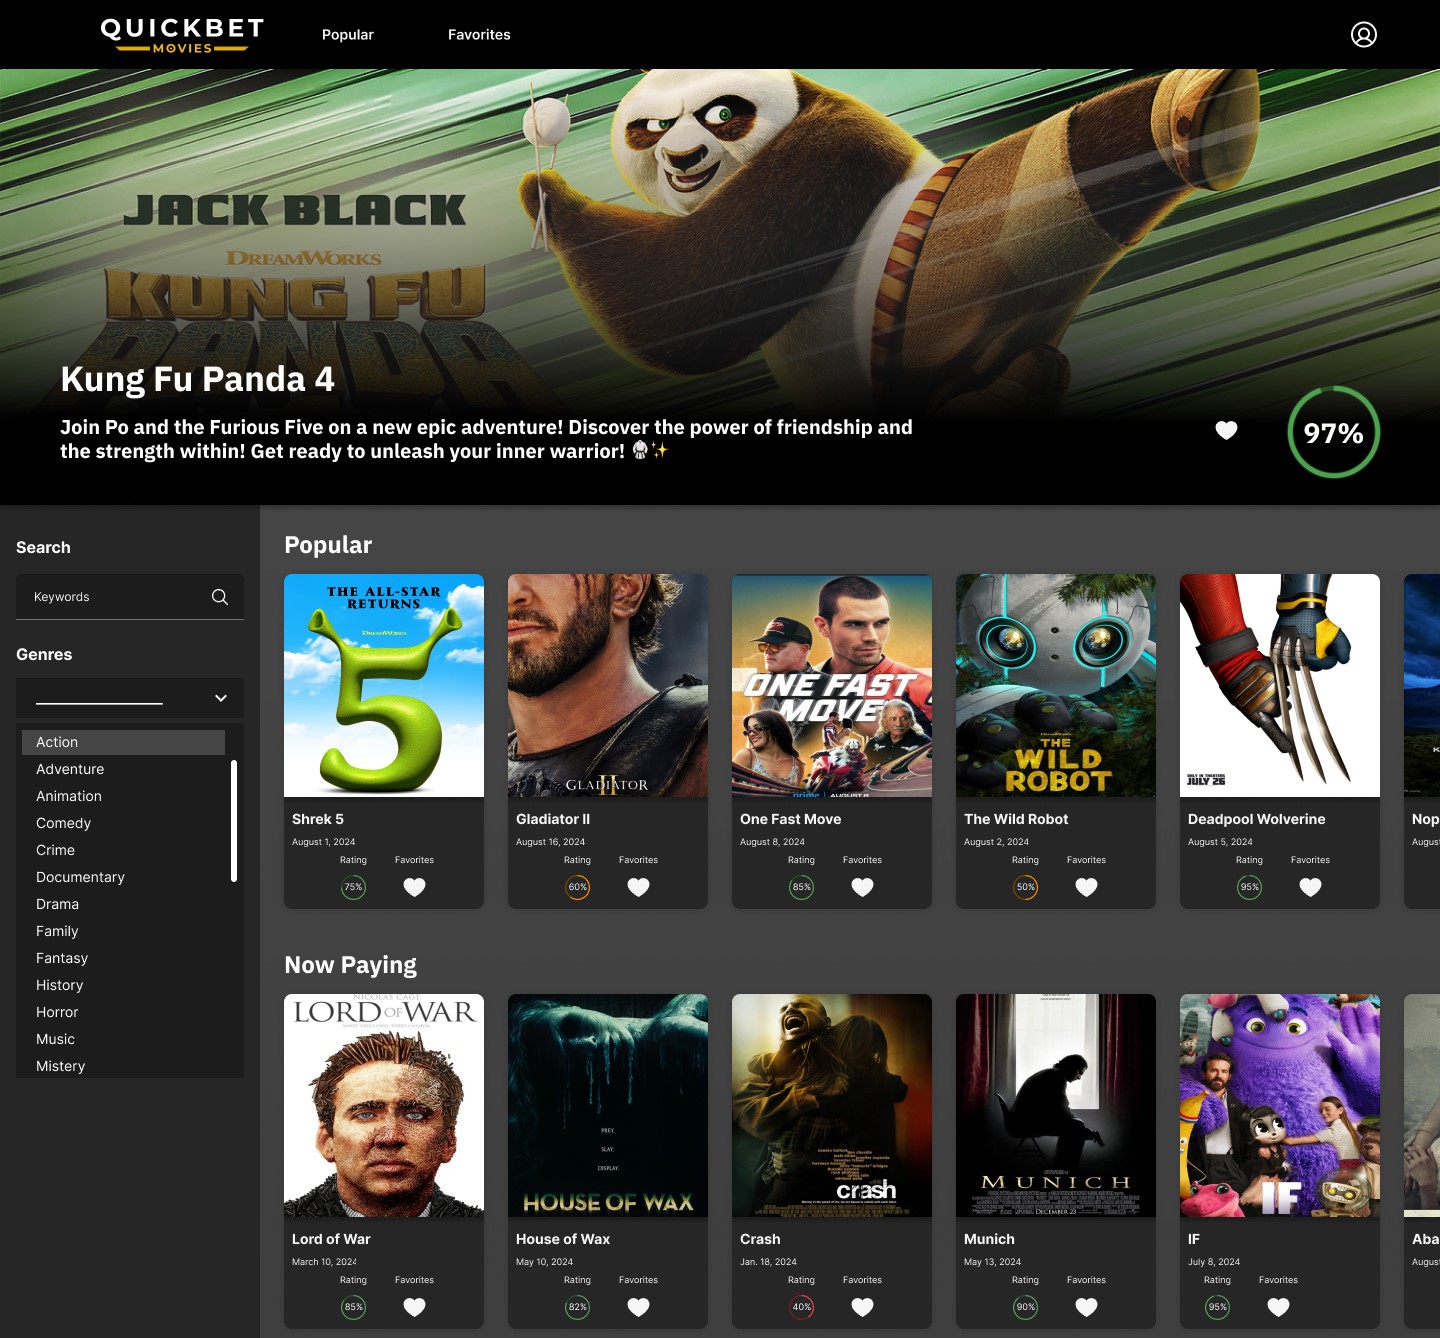 QUICKBET
MOVIES
Popular
Favorites
JACK BLACK
DREAMWORKS
KUNG FU
PANDA
Kung Fu Panda 4
Join Po and the Furious Five on a new epic adventure! Discover the power of friendship and
the strength within! Get ready to unleash your inner warrior! 🥋✨
97%
Search
Keywords
Genres
Action
Adventure
Animation
Comedy
Crime
Documentary
Drama
Family
Fantasy
History
Horror
Music
Mistery
Popular
THE ALL-STAR
RETURNS
DREAMWORKS
5
Shrek 5
August 1, 2024
Rating
Favorites
75%
GLADIATOR
II
Gladiator II
August 16, 2024
Rating
Favorites
60%
ONE FAST
MOVE
prime | AUGUST 8
One Fast Move
August 8, 2024
Rating
Favorites
85%
DREAMWORKS
THE
WILD
ROBOT
The Wild Robot
August 2, 2024
Rating
Favorites
50%
ONLY IN THEATERS
JULY 26
Deadpool Wolverine
August 5, 2024
Rating
Favorites
95%
Nop
August
Now Paying
NICOLAS CAGE
LORD OF WAR
Lord of War
March 10, 2024
Rating
Favorites
85%
PREY.
SLAY.
DISPLAY.
HOUSE OF WAX
House of Wax
May 10, 2024
Rating
Favorites
82%
crash
Crash
Jan. 18, 2024
Rating
Favorites
40%
MUNICH
DECEMBER 23
Munich
May 13, 2024
Rating
Favorites
90%
IF
IF
July 8, 2024
Rating
Favorites
95%
Aba
August